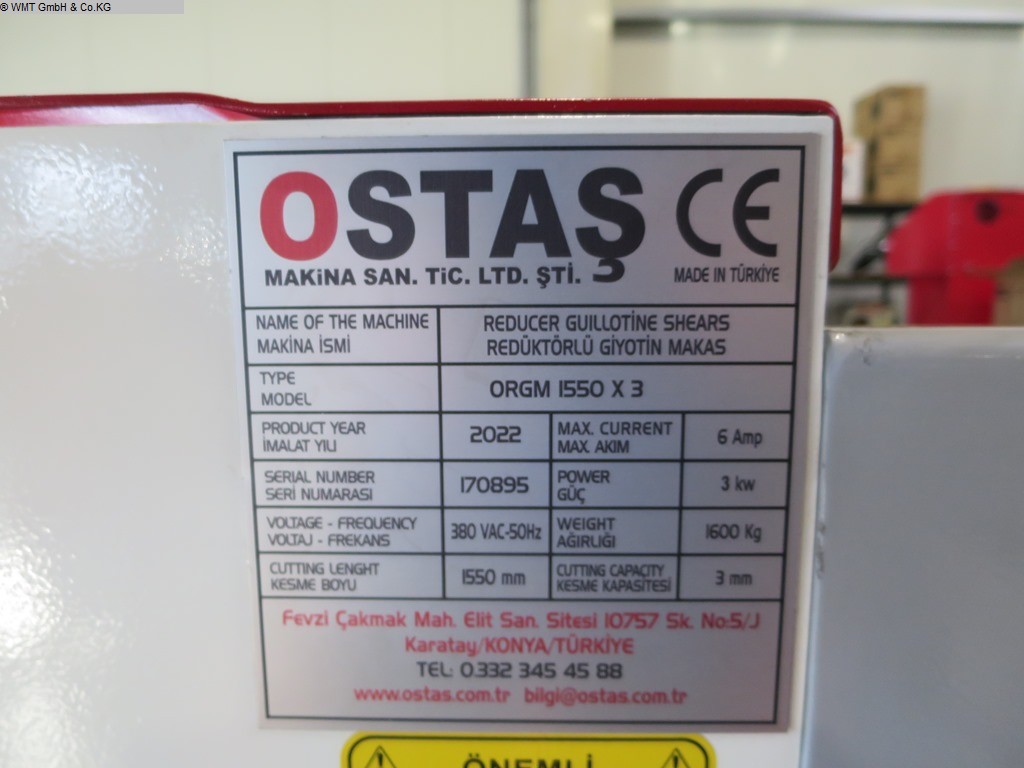 © WMT GmbH & Co.KG
OSTAŞ CE
MAKiNA SAN. TiC. LTD. ŞTİ.
MADE IN TÜRKİYE
NAME OF THE MACHINE
MAKİNA İSMİ
REDUCER GUILLOTİNE SHEARS
REDÜKTÖRLÜ GİYOTİN MAKAS
TYPE
MODEL
ORGM 1550 X 3
PRODUCT YEAR
İMALAT YILI
2022
MAX. CURRENT
MAX. AKIM
6 Amp
SERIAL NUMBER
SERİ NUMARASI
170895
POWER
GÜÇ
3 kw
VOLTAGE - FREQUENCY
VOLTAJ - FREKANS
380 VAC-50Hz
WEIGHT
AĞIRLIĞI
1600 Kg
CUTTING LENGHT
KESME BOYU
1550 mm
CUTTING CAPACITY
KESME KAPASİTESİ
3 mm
Fevzi Çakmak Mah. Elit San. Sitesi 10757 Sk. No:5/J
Karatay/KONYA/TÜRKİYE
TEL: 0.332 345 45 88
www.ostas.com.tr bilgi@ostas.com.tr
ÖNEMLİ